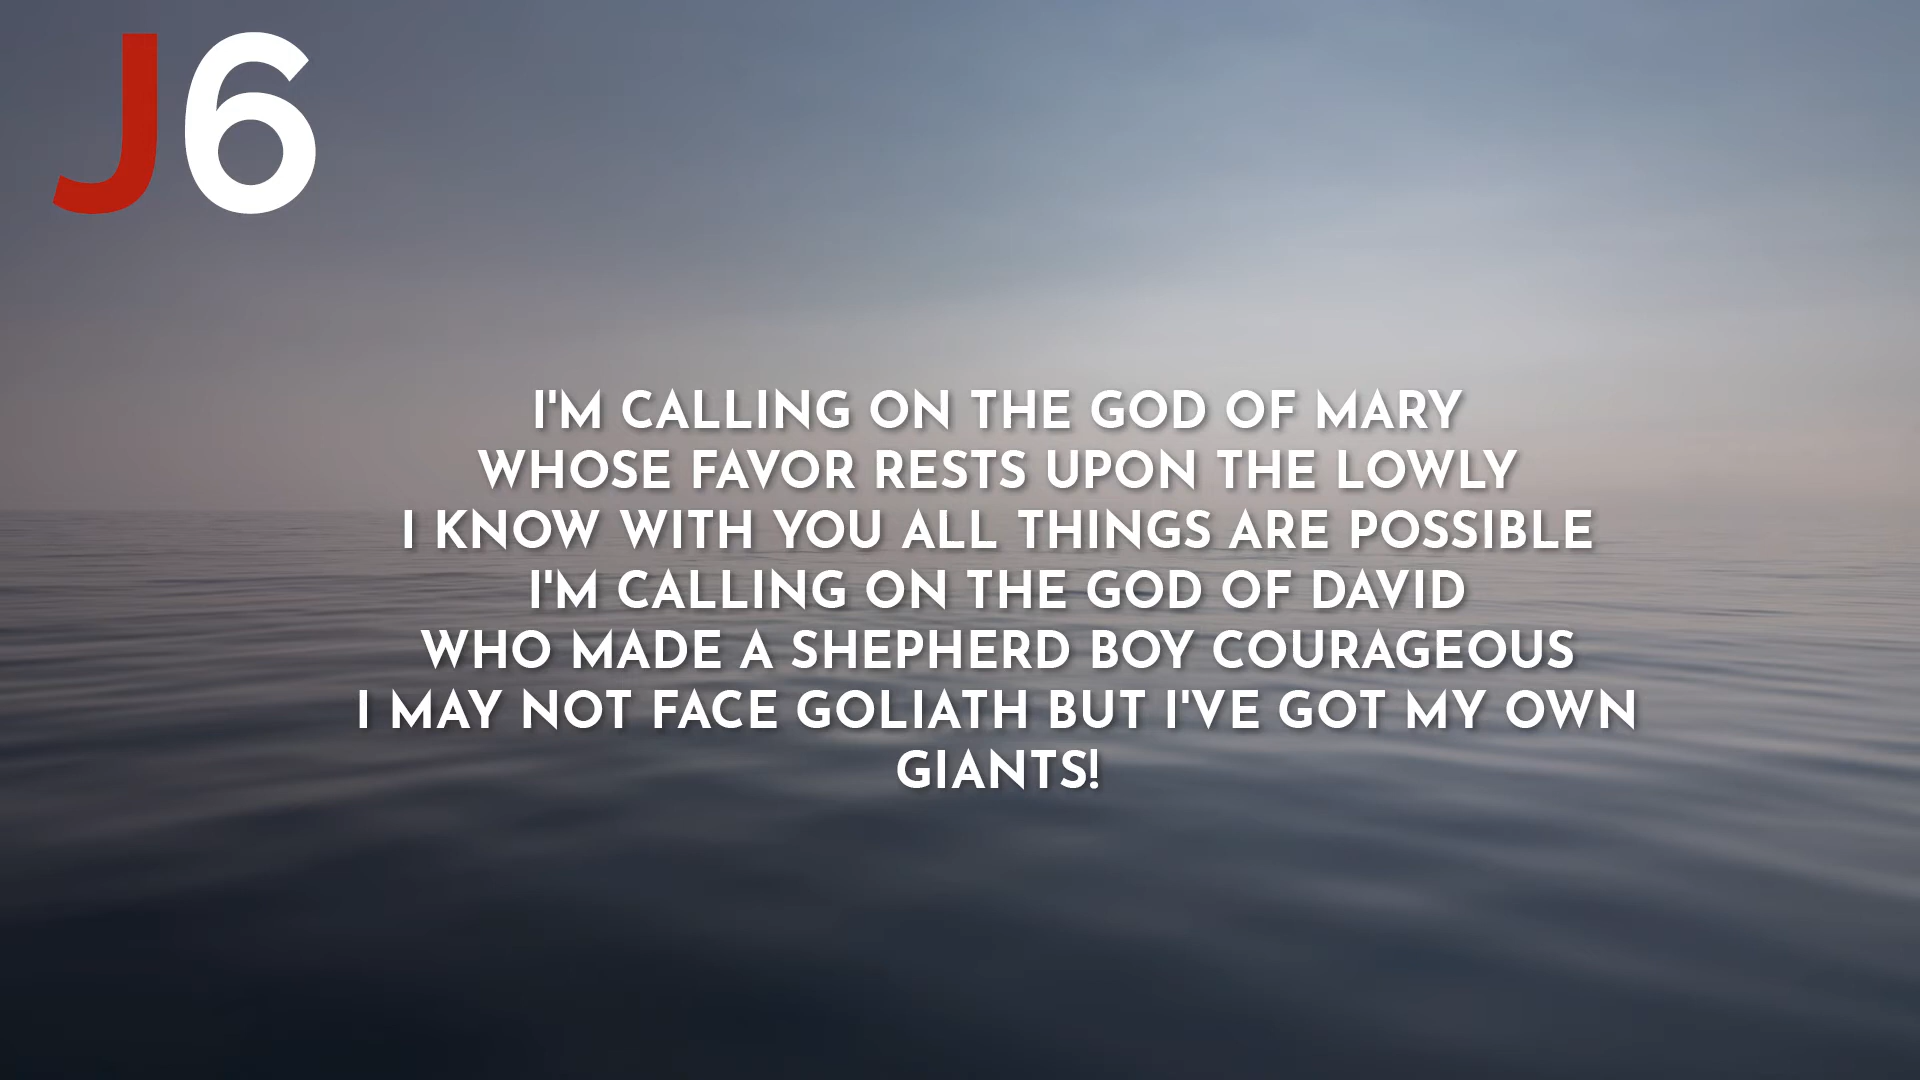 J6
I'M CALLING ON THE GOD OF MARY
WHOSE FAVOR RESTS UPON THE LOWLY
I KNOW WITH YOU ALL THINGS ARE POSSIBLE
I'M CALLING ON THE GOD OF DAVID
WHO MADE A SHEPHERD BOY COURAGEOUS
I MAY NOT FACE GOLIATH BUT I'VE GOT MY OWN
GIANTS!